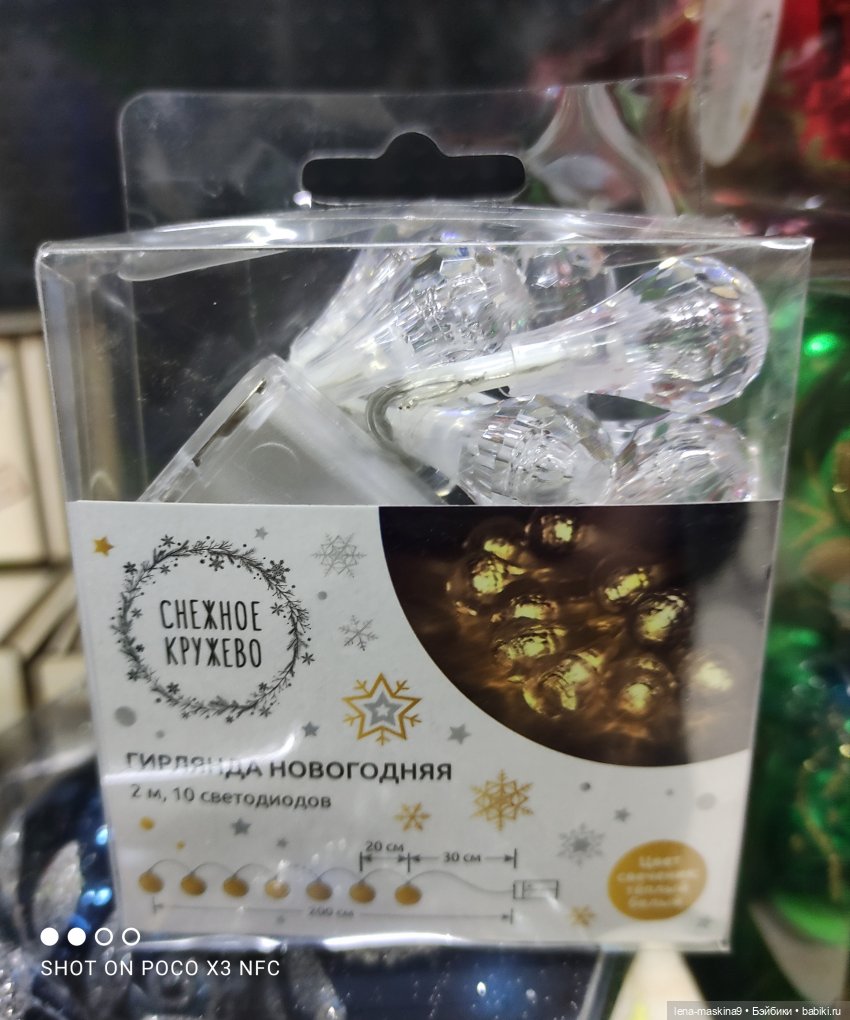 СНЕЖНОЕ
КРУЖЕВО
ГИРЛЯНДА НОВОГОДНЯЯ
2 м, 10 светодиодов
20 см
30 см
200 см
Цвет
свечения:
тёплый
белый
SHOT ON POCO X3 NFC
lena-maskina9 • Бэйбики • babiki.ru